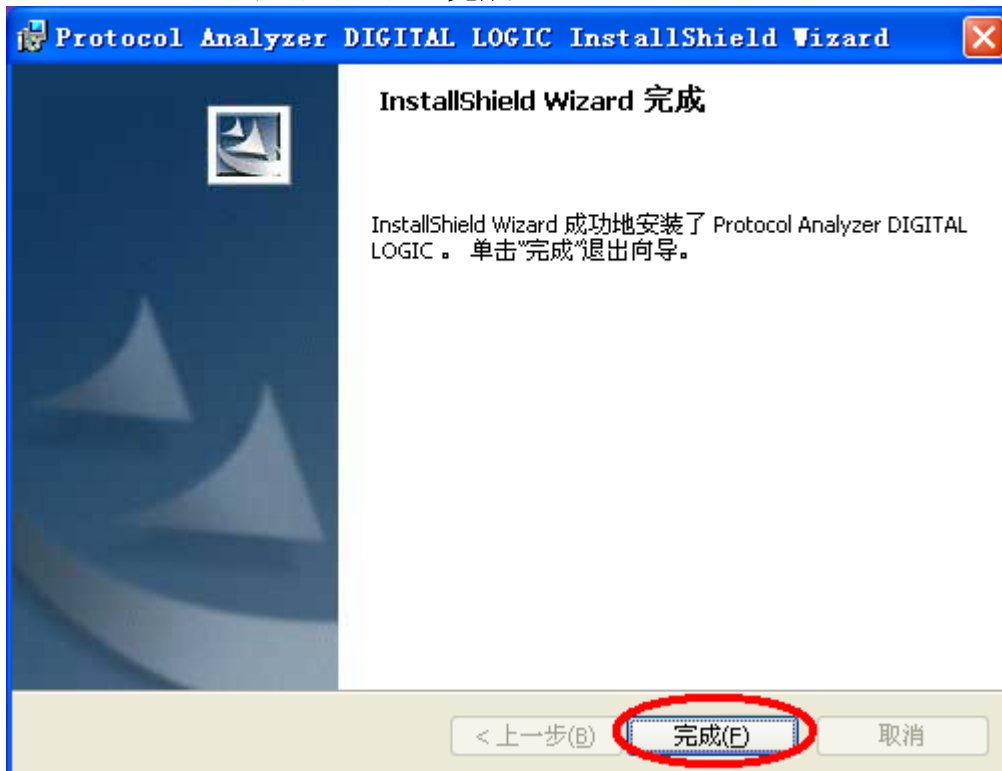 Protocol Analyzer DIGITAL LOGIC InstallShield Wizard
InstallShield Wizard 完成
InstallShield Wizard 成功地安装了 Protocol Analyzer DIGITAL
LOGIC 。 单击“完成”退出向导。
< 上一步(B)
完成(F)
取消